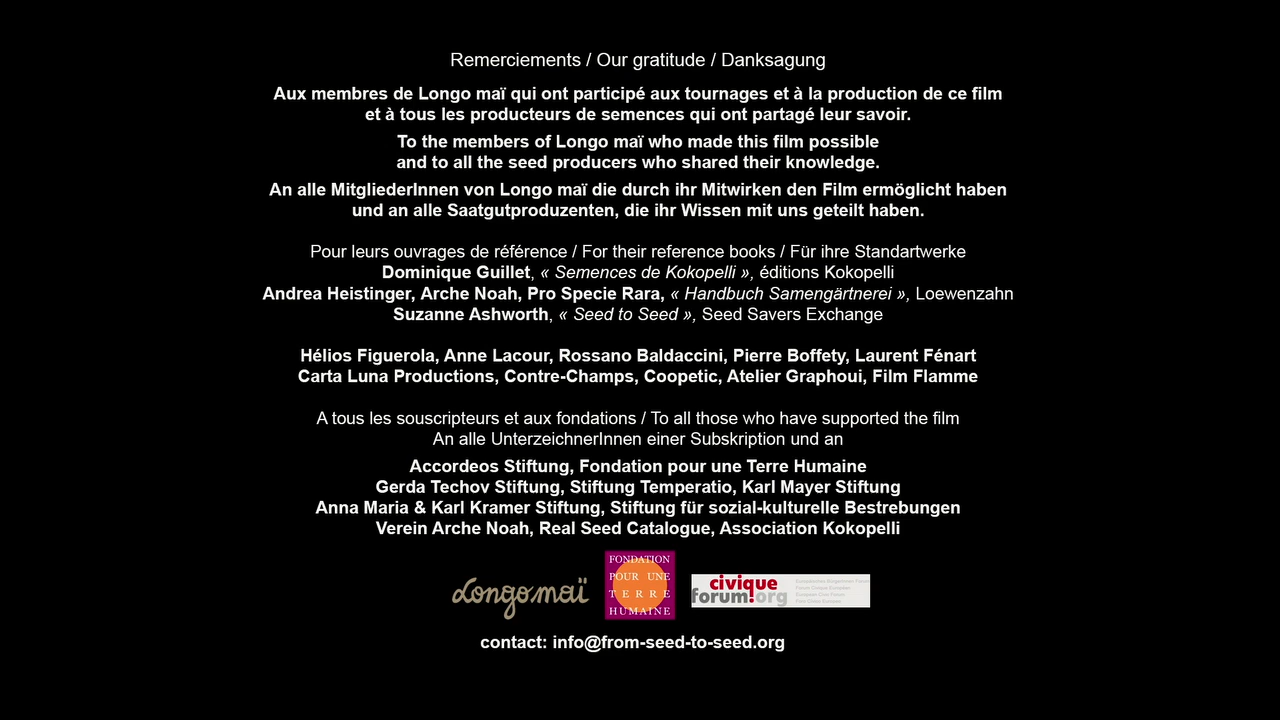 Remerciements / Our gratitude / Danksagung
Aux membres de Longo maï qui ont participé aux tournages et à la production de ce film
et à tous les producteurs de semences qui ont partagé leur savoir.
To the members of Longo maï who made this film possible
and to all the seed producers who shared their knowledge.
An alle MitgliederInnen von Longo maï die durch ihr Mitwirken den Film ermöglicht haben
und an alle Saatgutproduzenten, die ihr Wissen mit uns geteilt haben.
Pour leurs ouvrages de référence / For their reference books / Für ihre Standartwerke
Dominique Guillet, « Semences de Kokopelli », éditions Kokopelli
Andrea Heistinger, Arche Noah, Pro Specie Rara, « Handbuch Samengärtnerei », Loewenzahn
Suzanne Ashworth, « Seed to Seed », Seed Savers Exchange
Hélios Figuerola, Anne Lacour, Rossano Baldaccini, Pierre Boffety, Laurent Fénart
Carta Luna Productions, Contre-Champs, Coopetic, Atelier Graphoui, Film Flamme
A tous les souscripteurs et aux fondations / To all those who have supported the film
An alle UnterzeichnerInnen einer Subskription und an
Accordeos Stiftung, Fondation pour une Terre Humaine
Gerda Techov Stiftung, Stiftung Temperatio, Karl Mayer Stiftung
Anna Maria & Karl Kramer Stiftung, Stiftung für sozial-kulturelle Bestrebungen
Verein Arche Noah, Real Seed Catalogue, Association Kokopelli
Longo maï
FONDATION
POUR UNE
TERRE
HUMAINE
civique
forum!org
contact: info@from-seed-to-seed.org